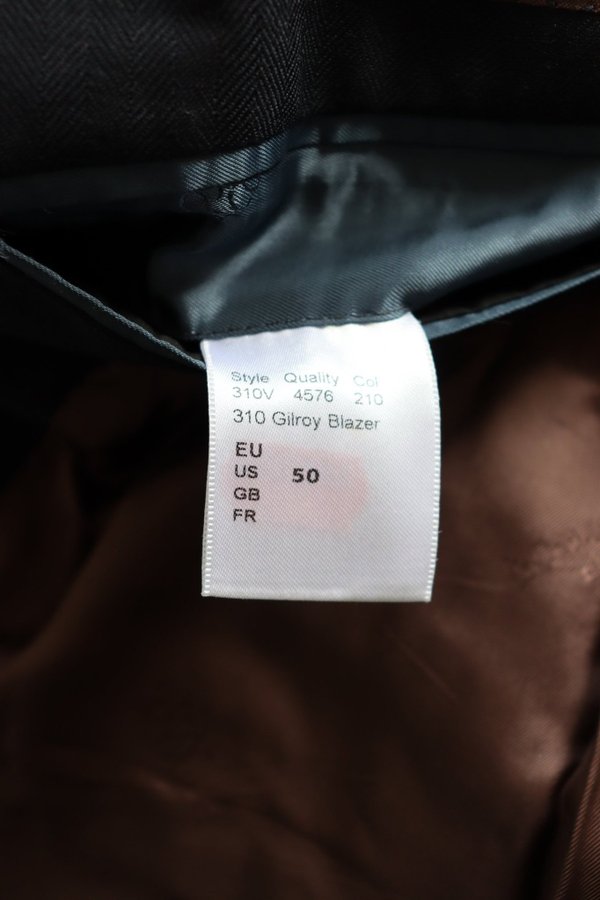 Style Quality Col
310V 4576 210
310 Gilroy Blazer
EU
US 50
GB
FR